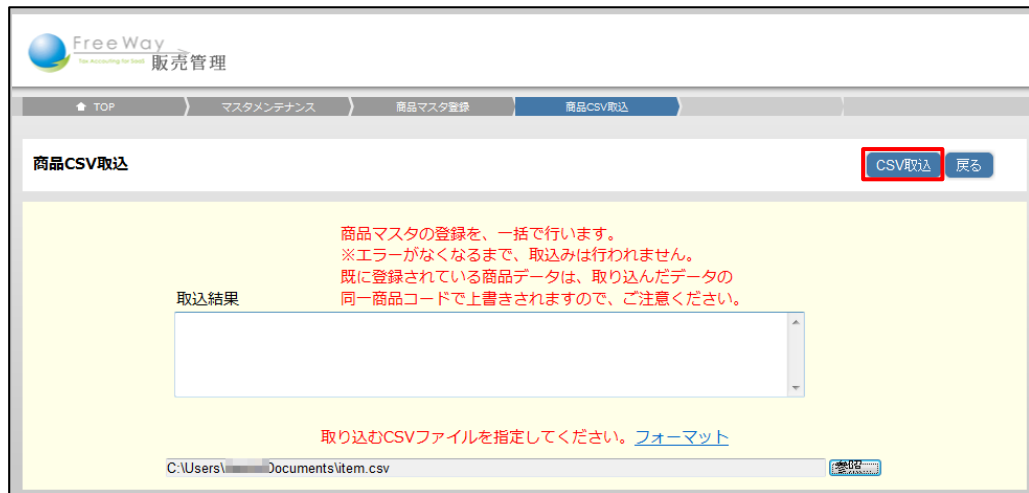 FreeWay
Tax Accounting for SaaS 販売管理
TOP マスタメンテナンス 商品マスタ登録 商品CSV取込
商品CSV取込 CSV取込 戻る
商品マスタの登録を、一括で行います。
※エラーがなくなるまで、取込みは行われません。
既に登録されている商品データは、取り込んだデータの
取込結果 同一商品コードで上書きされますので、ご注意ください。
取り込むCSVファイルを指定してください。フォーマット
C:\Users\ Documents\item.csv 参照...